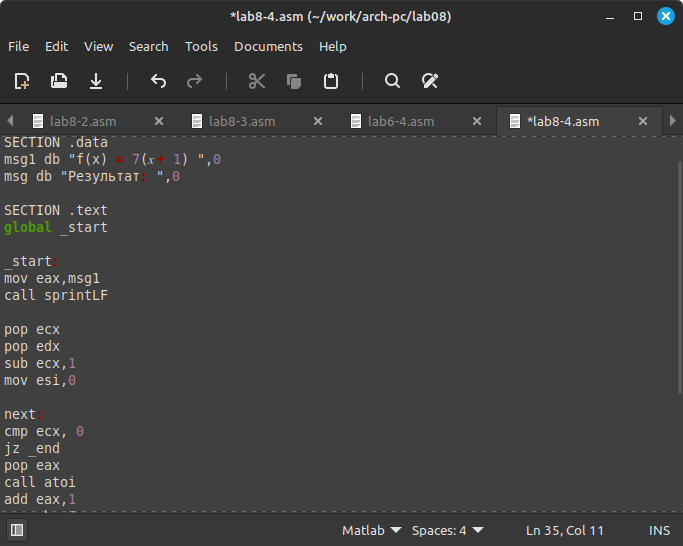 *lab8-4.asm (~/work/arch-pc/lab08)
File Edit View Search Tools Documents Help
lab8-2.asm lab8-3.asm lab6-4.asm *lab8-4.asm
SECTION .data
msg1 db "f(x) = 7(𝑥+ 1) ",0
msg db "Результат: ",0
SECTION .text
global _start
_start:
mov eax,msg1
call sprintLF
pop ecx
pop edx
sub ecx,1
mov esi,0
next:
cmp ecx, 0
jz _end
pop eax
call atoi
add eax,1
Matlab Spaces: 4 Ln 35, Col 11 INS